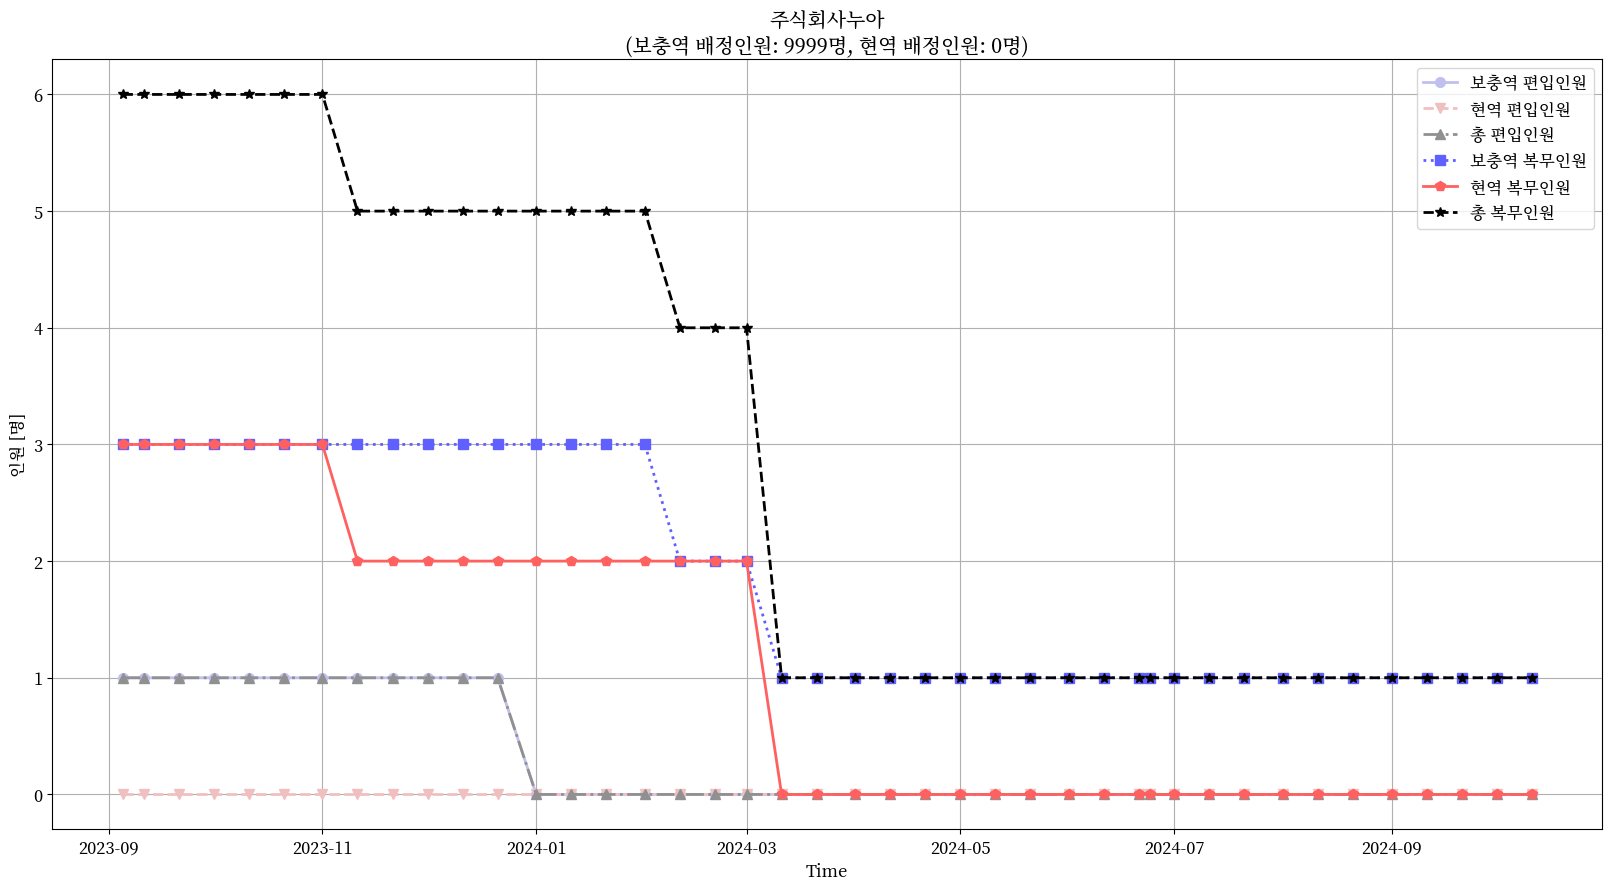 주식회사누아
(보충역 배정인원: 9999명, 현역 배정인원: 0명)
보충역 편입인원
현역 편입인원
총 편입인원
보충역 복무인원
현역 복무인원
총 복무인원
인원 [명]
6
5
4
3
2
1
0
2023-09
2023-11
2024-01
2024-03
2024-05
2024-07
2024-09
Time